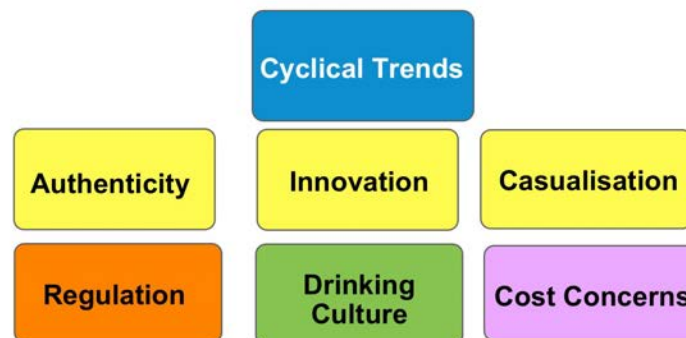 Cyclical Trends
Authenticity
Innovation
Casualisation
Regulation
Drinking
Culture
Cost Concerns